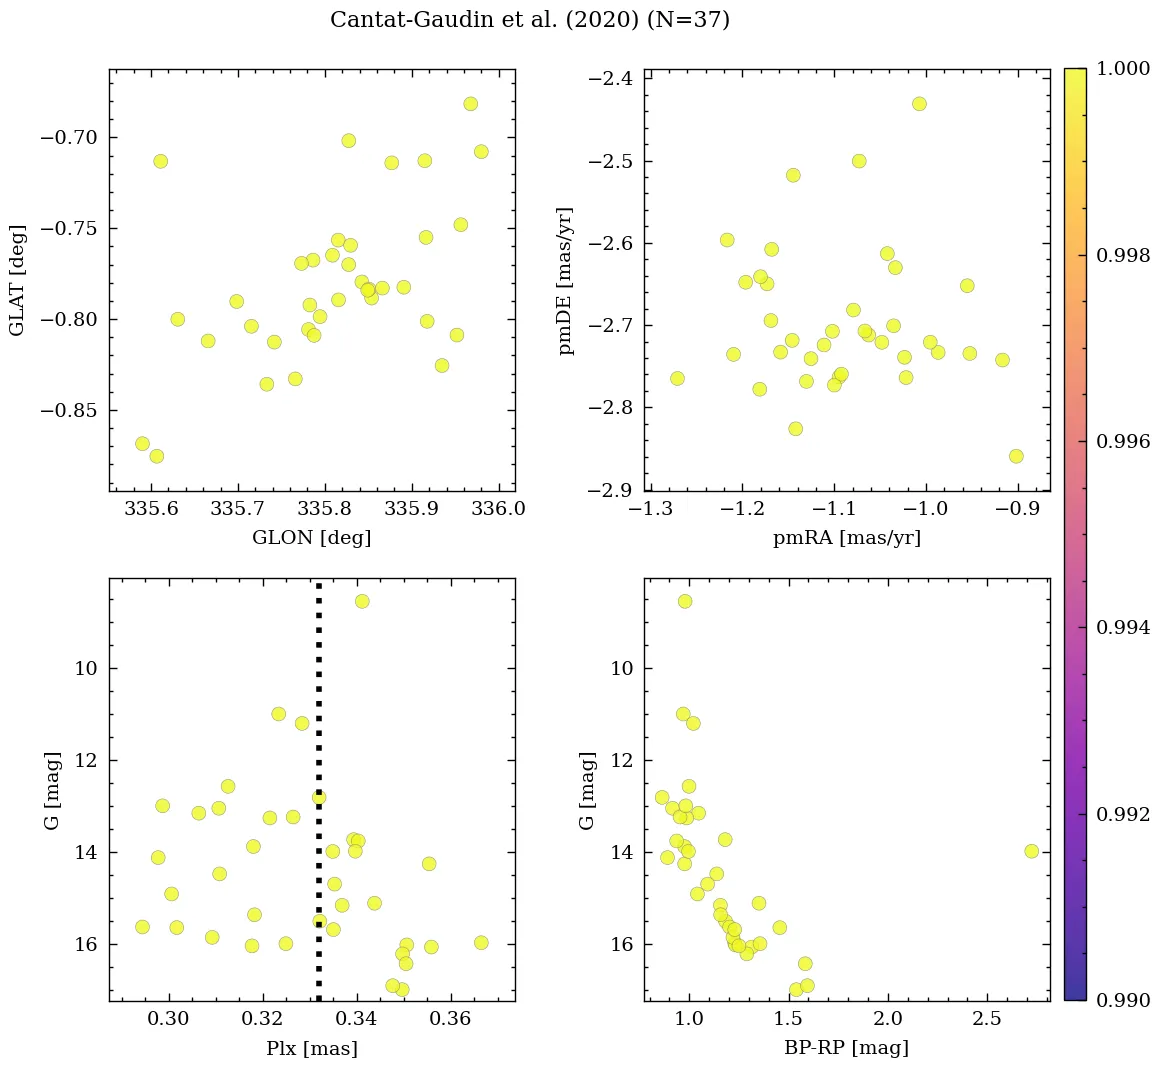 Cantat-Gaudin et al. (2020) (N=37)
GLAT [deg]
−0.70
−0.75
−0.80
−0.85
335.6 335.7 335.8 335.9 336.0
GLON [deg]
pmDE [mas/yr]
−2.4
−2.5
−2.6
−2.7
−2.8
−2.9
−1.3 −1.2 −1.1 −1.0 −0.9
pmRA [mas/yr]
G [mag]
10
12
14
16
0.30 0.32 0.34 0.36
Plx [mas]
G [mag]
10
12
14
16
1.0 1.5 2.0 2.5
BP-RP [mag]
1.000
0.998
0.996
0.994
0.992
0.990